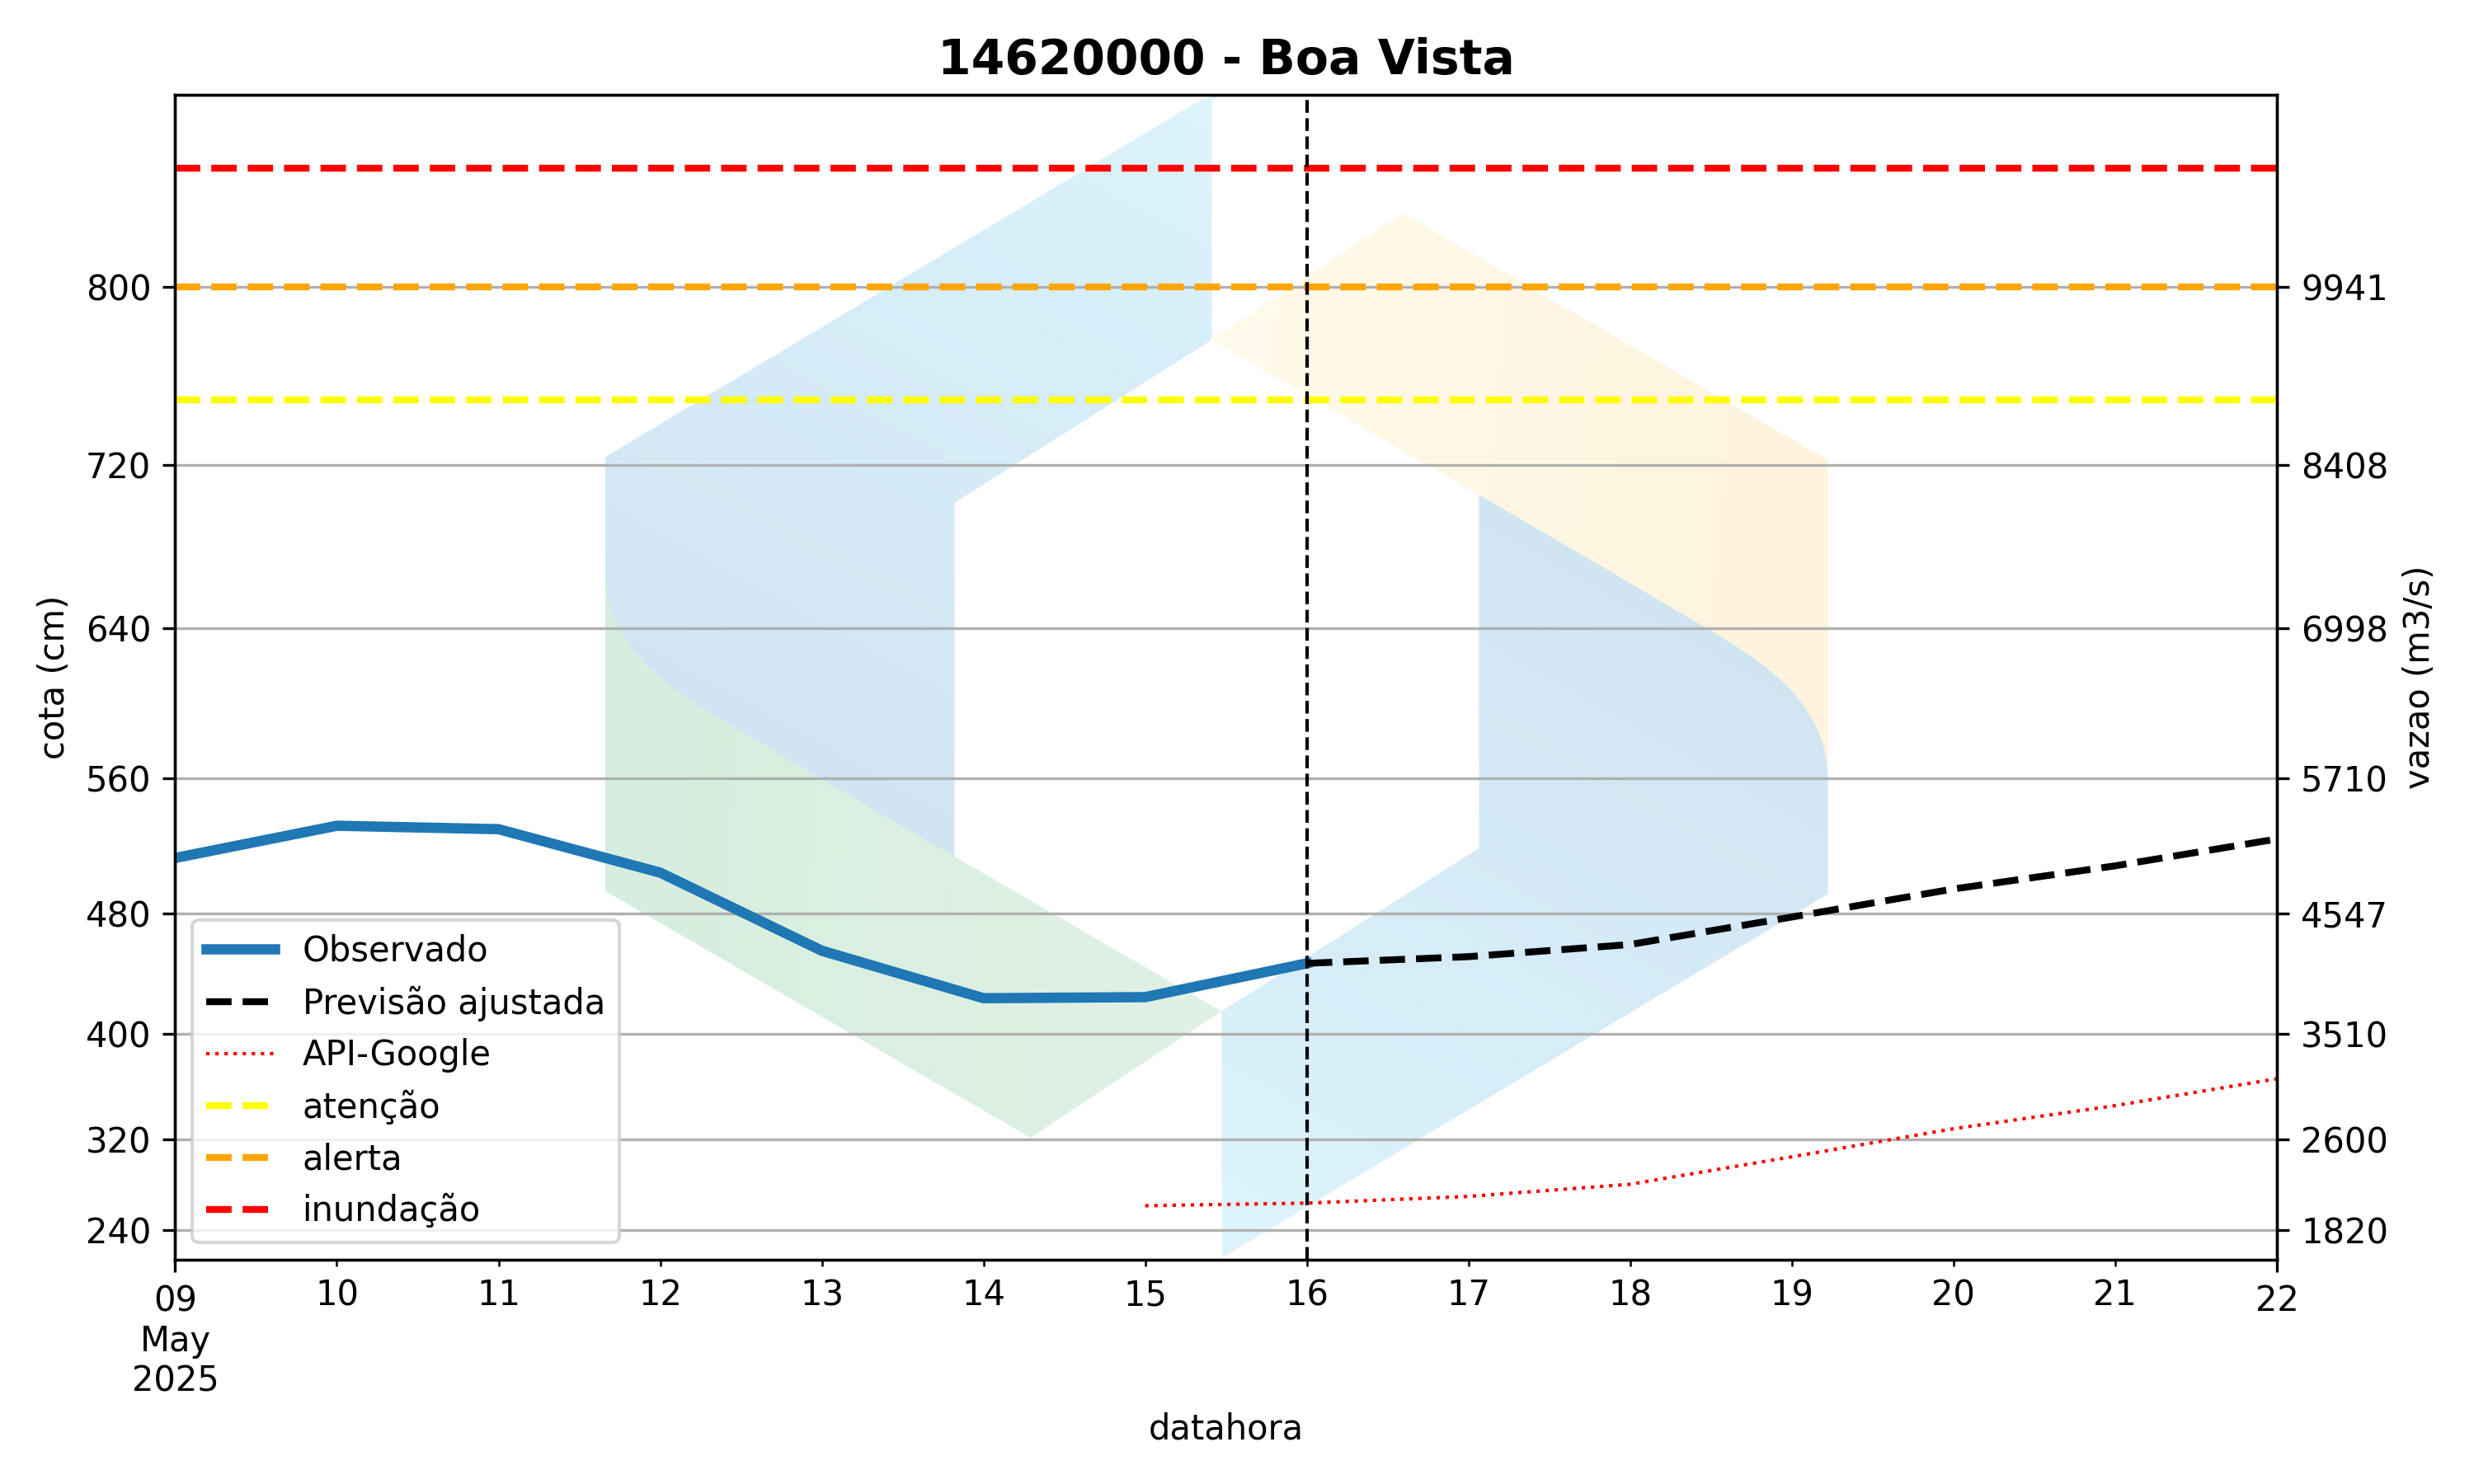 14620000 - Boa Vista
800
720
640
560
480
400
320
240
cota (cm)
9941
8408
6998
5710
4547
3510
2600
1820
vazao (m3/s)
Observado
Previsão ajustada
API-Google
atenção
alerta
inundação
09 10 11 12 13 14 15 16 17 18 19 20 21 22
May
2025
datahora